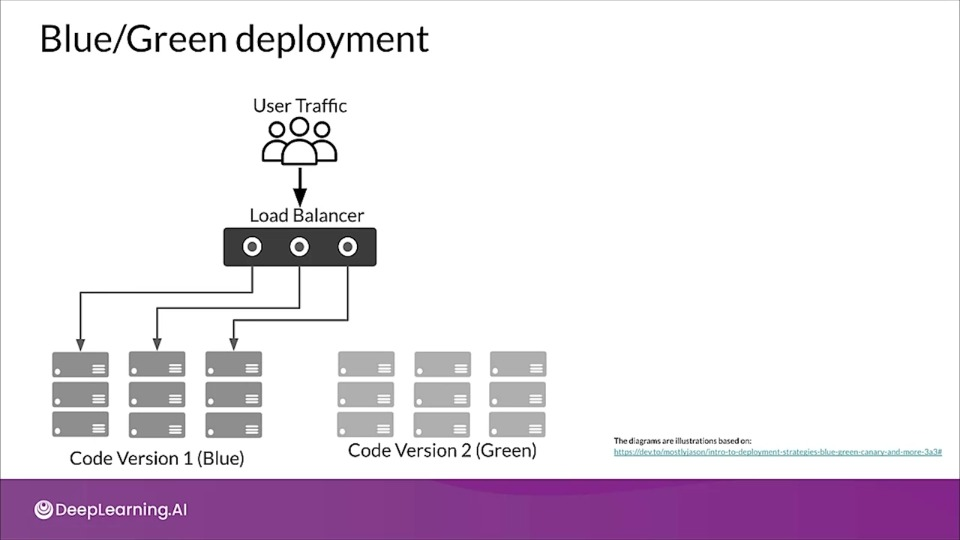 Blue/Green deployment
User Traffic
Load Balancer
Code Version 1 (Blue)
Code Version 2 (Green)
The diagrams are illustrations based on:
https://dev.to/mostlyjason/intro-to-deployment-strategies-blue-green-canary-and-more-3a3#
DeepLearning.AI